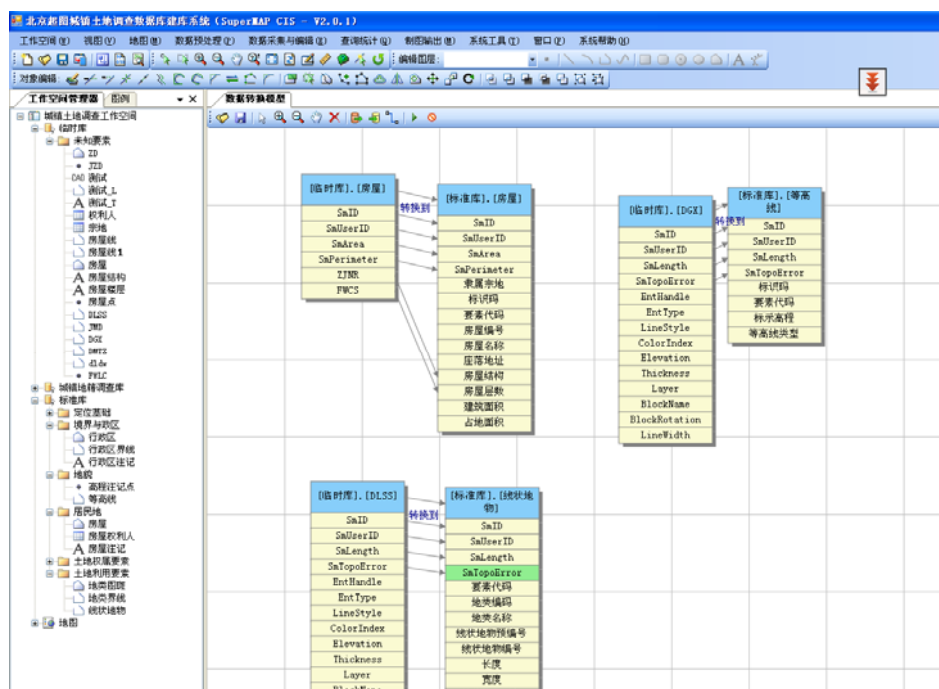 北京超图城镇土地调查数据库建库系统 (SuperMAP CIS - V2.0.1)
工作空间(W) 视图(V) 地图(M) 数据预处理(P) 数据采集与编辑(E) 查询统计(Q) 制图输出(M) 系统工具(T) 窗口(P) 系统帮助(H)
编辑图层:
对象编辑:
工作空间管理器 图例
数据转换模型
城镇土地调查工作空间
临时库
未知要素
ZD
JZD
CAD 测试
测试_L
测试_T
权利人
宗地
房屋线
房屋线1
房屋
房屋结构
房屋楼层
房屋点
DLSS
JMD
DGX
DWTZ
dldw
FWLC
城镇地籍调查库
标准库
定位基础
境界与政区
行政区
行政区界线
行政区注记
地貌
高程注记点
等高线
居民地
房屋
房屋权利人
房屋注记
土地权属要素
土地利用要素
地类图斑
地类界线
线状地物
地图
[临时库].[房屋]
SmID
SmUserID
SmArea
SmPerimeter
ZJNR
FWCS
转换到
[标准库].[房屋]
SmID
SmUserID
SmArea
SmPerimeter
隶属宗地
标识码
要素代码
房屋编号
房屋名称
座落地址
房屋结构
房屋层数
建筑面积
占地面积
[临时库].[DGX]
SmID
SmUserID
SmLength
SmTopoError
EntHandle
EntType
LineStyle
ColorIndex
Elevation
Thickness
Layer
BlockName
BlockRotation
LineWidth
转换到
[标准库].[等高
线]
SmID
SmUserID
SmLength
SmTopoError
标识码
要素代码
标示高程
等高线类型
[临时库].[DLSS]
SmID
SmUserID
SmLength
SmTopoError
EntHandle
EntType
LineStyle
ColorIndex
Elevation
Thickness
Layer
BlockName
转换到
[标准库].[线状地
物]
SmID
SmUserID
SmLength
SmTopoError
要素代码
地类编码
地类名称
线状地物预编号
线状地物编号
长度
宽度